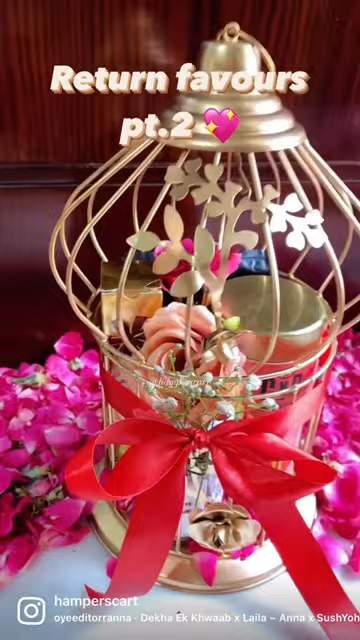 Return favours
pt.2 💖
hamperscart
oyeeditorranna · Dekha Ek Khwaab x Laila ~ Anna x SushYoh